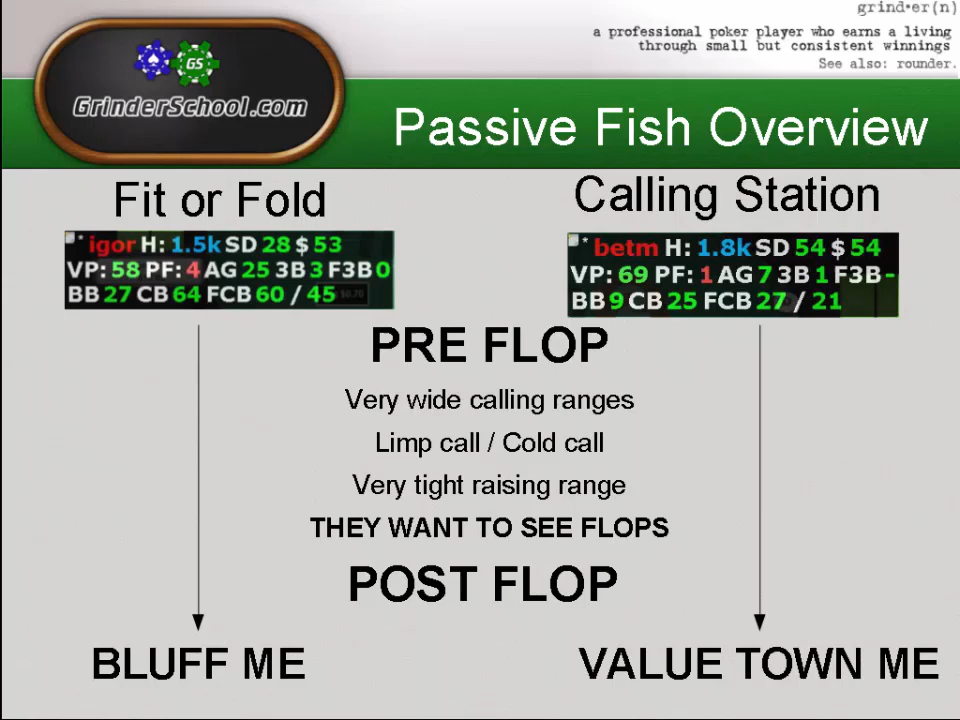 grind•er(n)
a professional poker player who earns a living
through small but consistent winnings
See also: rounder.
GS
GrinderSchool.com
Passive Fish Overview
Fit or Fold
* igor H: 1.5k SD 28 $ 53
VP: 58 PF: 4 AG 25 3B 3 F3B 0
BB 27 CB 64 FCB 60 / 45
Calling Station
* betm H: 1.8k SD 54 $ 54
VP: 69 PF: 1 AG 7 3B 1 F3B -
BB 9 CB 25 FCB 27 / 21
PRE FLOP
Very wide calling ranges
Limp call / Cold call
Very tight raising range
THEY WANT TO SEE FLOPS
POST FLOP
BLUFF ME
VALUE TOWN ME